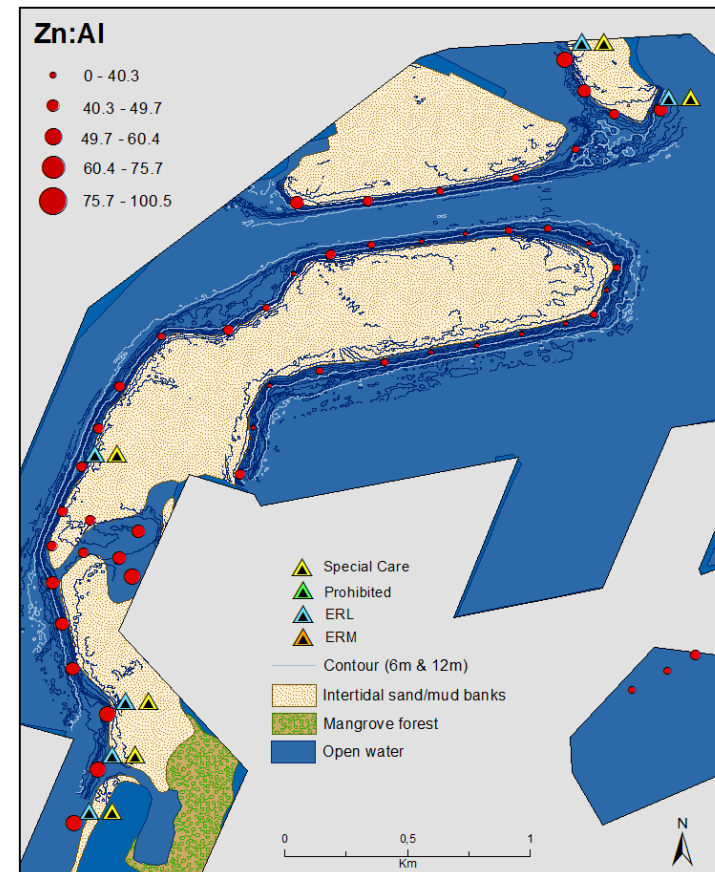 Zn:Al
0 - 40.3
40.3 - 49.7
49.7 - 60.4
60.4 - 75.7
75.7 - 100.5
Special Care
Prohibited
ERL
ERM
Contour (6m & 12m)
Intertidal sand/mud banks
Mangrove forest
Open water
0 0,5 1
Km
N